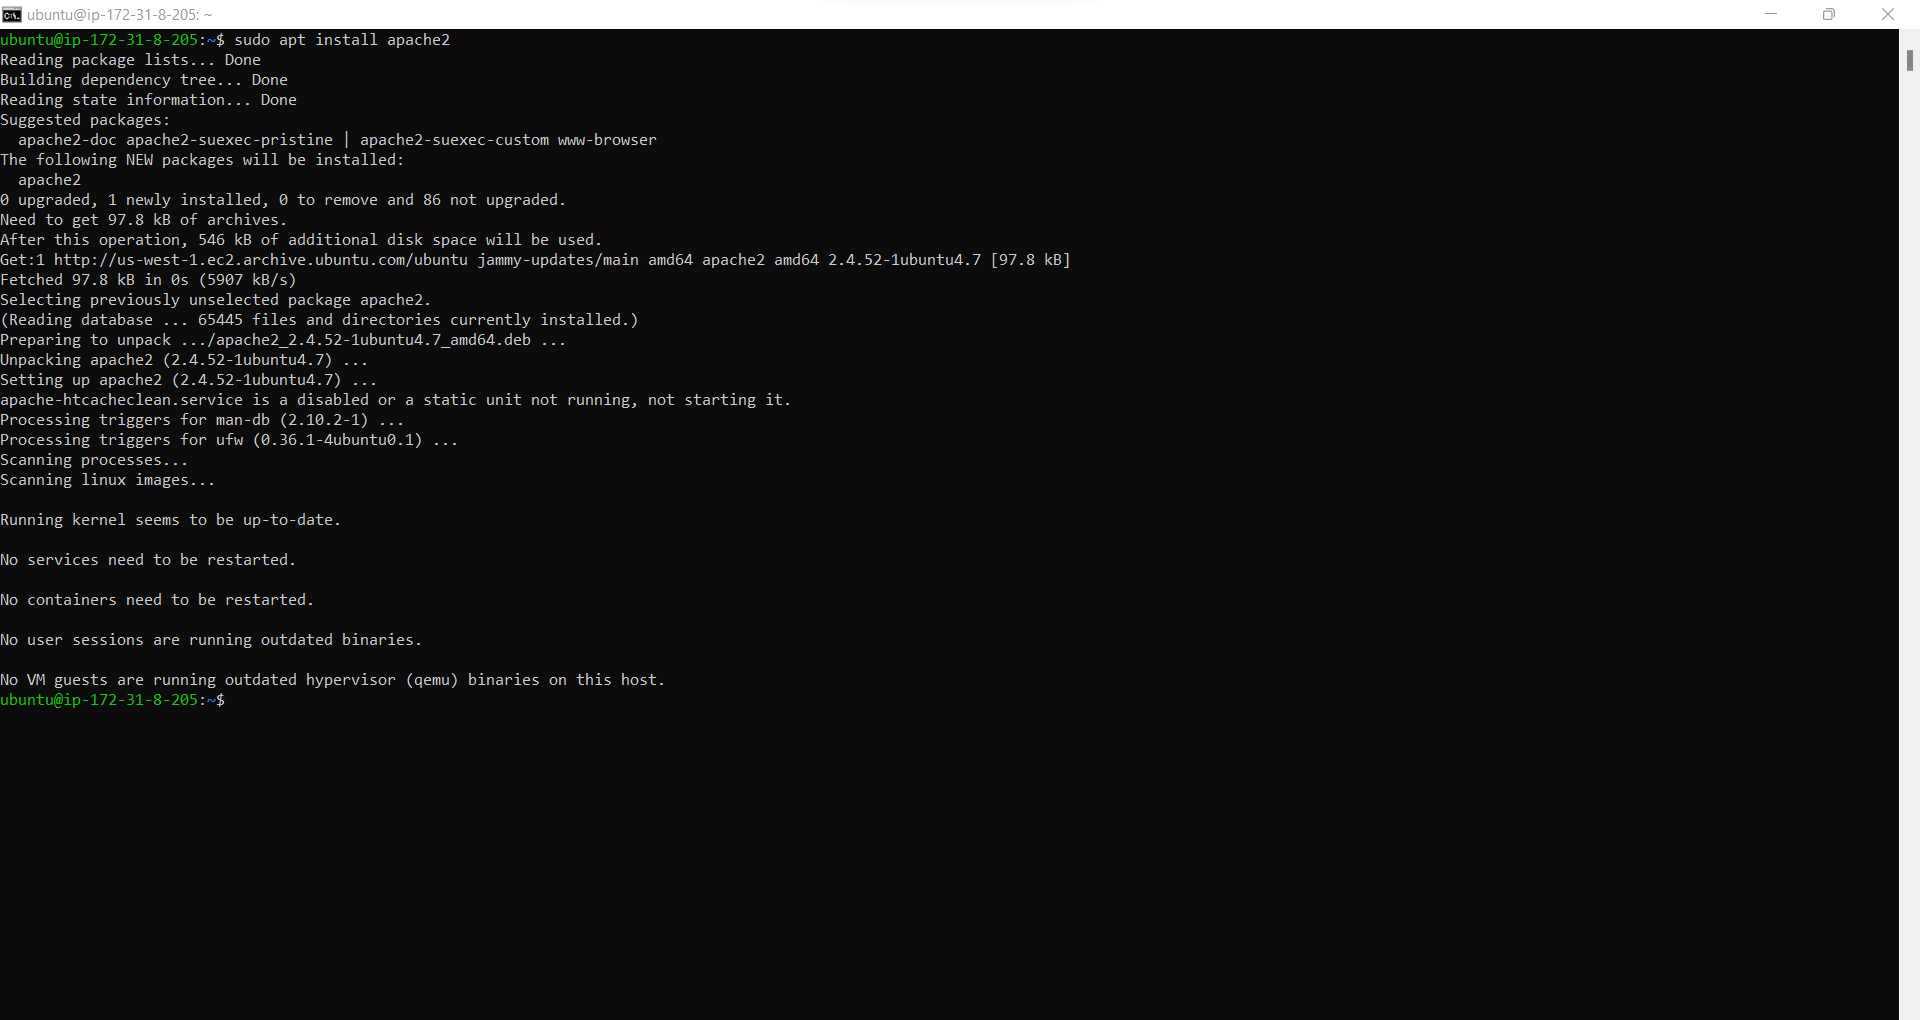 ubuntu@ip-172-31-8-205: ~
ubuntu@ip-172-31-8-205:~$ sudo apt install apache2
Reading package lists... Done
Building dependency tree... Done
Reading state information... Done
Suggested packages:
  apache2-doc apache2-suexec-pristine | apache2-suexec-custom www-browser
The following NEW packages will be installed:
  apache2
0 upgraded, 1 newly installed, 0 to remove and 86 not upgraded.
Need to get 97.8 kB of archives.
After this operation, 546 kB of additional disk space will be used.
Get:1 http://us-west-1.ec2.archive.ubuntu.com/ubuntu jammy-updates/main amd64 apache2 amd64 2.4.52-1ubuntu4.7 [97.8 kB]
Fetched 97.8 kB in 0s (5907 kB/s)
Selecting previously unselected package apache2.
(Reading database ... 65445 files and directories currently installed.)
Preparing to unpack .../apache2_2.4.52-1ubuntu4.7_amd64.deb ...
Unpacking apache2 (2.4.52-1ubuntu4.7) ...
Setting up apache2 (2.4.52-1ubuntu4.7) ...
apache-htcacheclean.service is a disabled or a static unit not running, not starting it.
Processing triggers for man-db (2.10.2-1) ...
Processing triggers for ufw (0.36.1-4ubuntu0.1) ...
Scanning processes...
Scanning linux images...
Running kernel seems to be up-to-date.
No services need to be restarted.
No containers need to be restarted.
No user sessions are running outdated binaries.
No VM guests are running outdated hypervisor (qemu) binaries on this host.
ubuntu@ip-172-31-8-205:~$